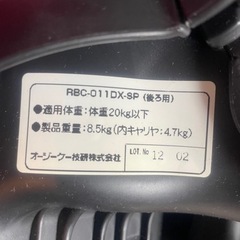 RBC-011DX-SP (後ろ用)
●適用体重:体重20kg以下
●製品重量:8.5kg(内キャリヤ:4.7kg)
オージーケー技研株式会社
LOT. No
12 02